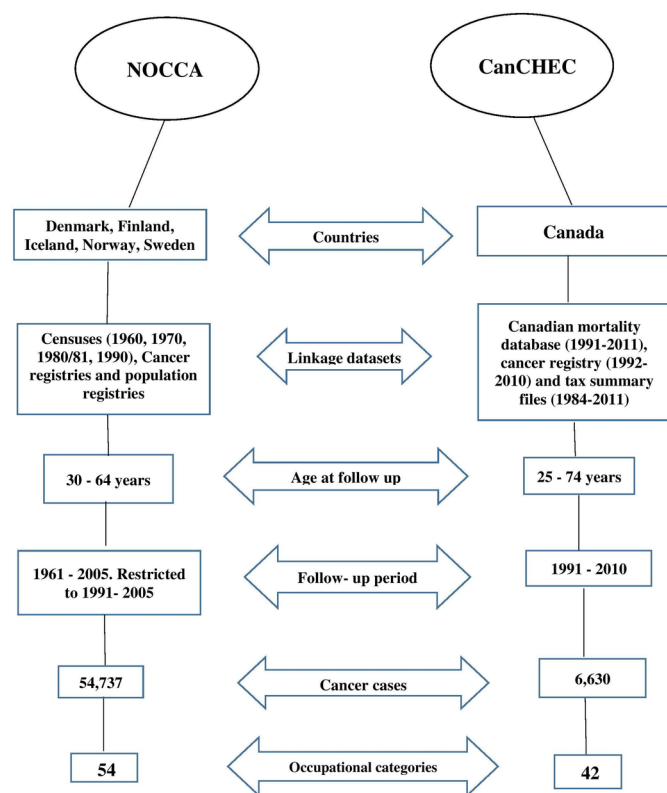 NOCCA
CanCHEC
Denmark, Finland,
Iceland, Norway, Sweden
Countries
Canada
Censuses (1960, 1970,
1980/81, 1990), Cancer
registries and population
registries
Linkage datasets
Canadian mortality
database (1991-2011),
cancer registry (1992-
2010) and tax summary
files (1984-2011)
30 - 64 years
Age at follow up
25 - 74 years
1961 - 2005. Restricted
to 1991- 2005
Follow- up period
1991 - 2010
54,737
Cancer cases
6,630
54
Occupational categories
42